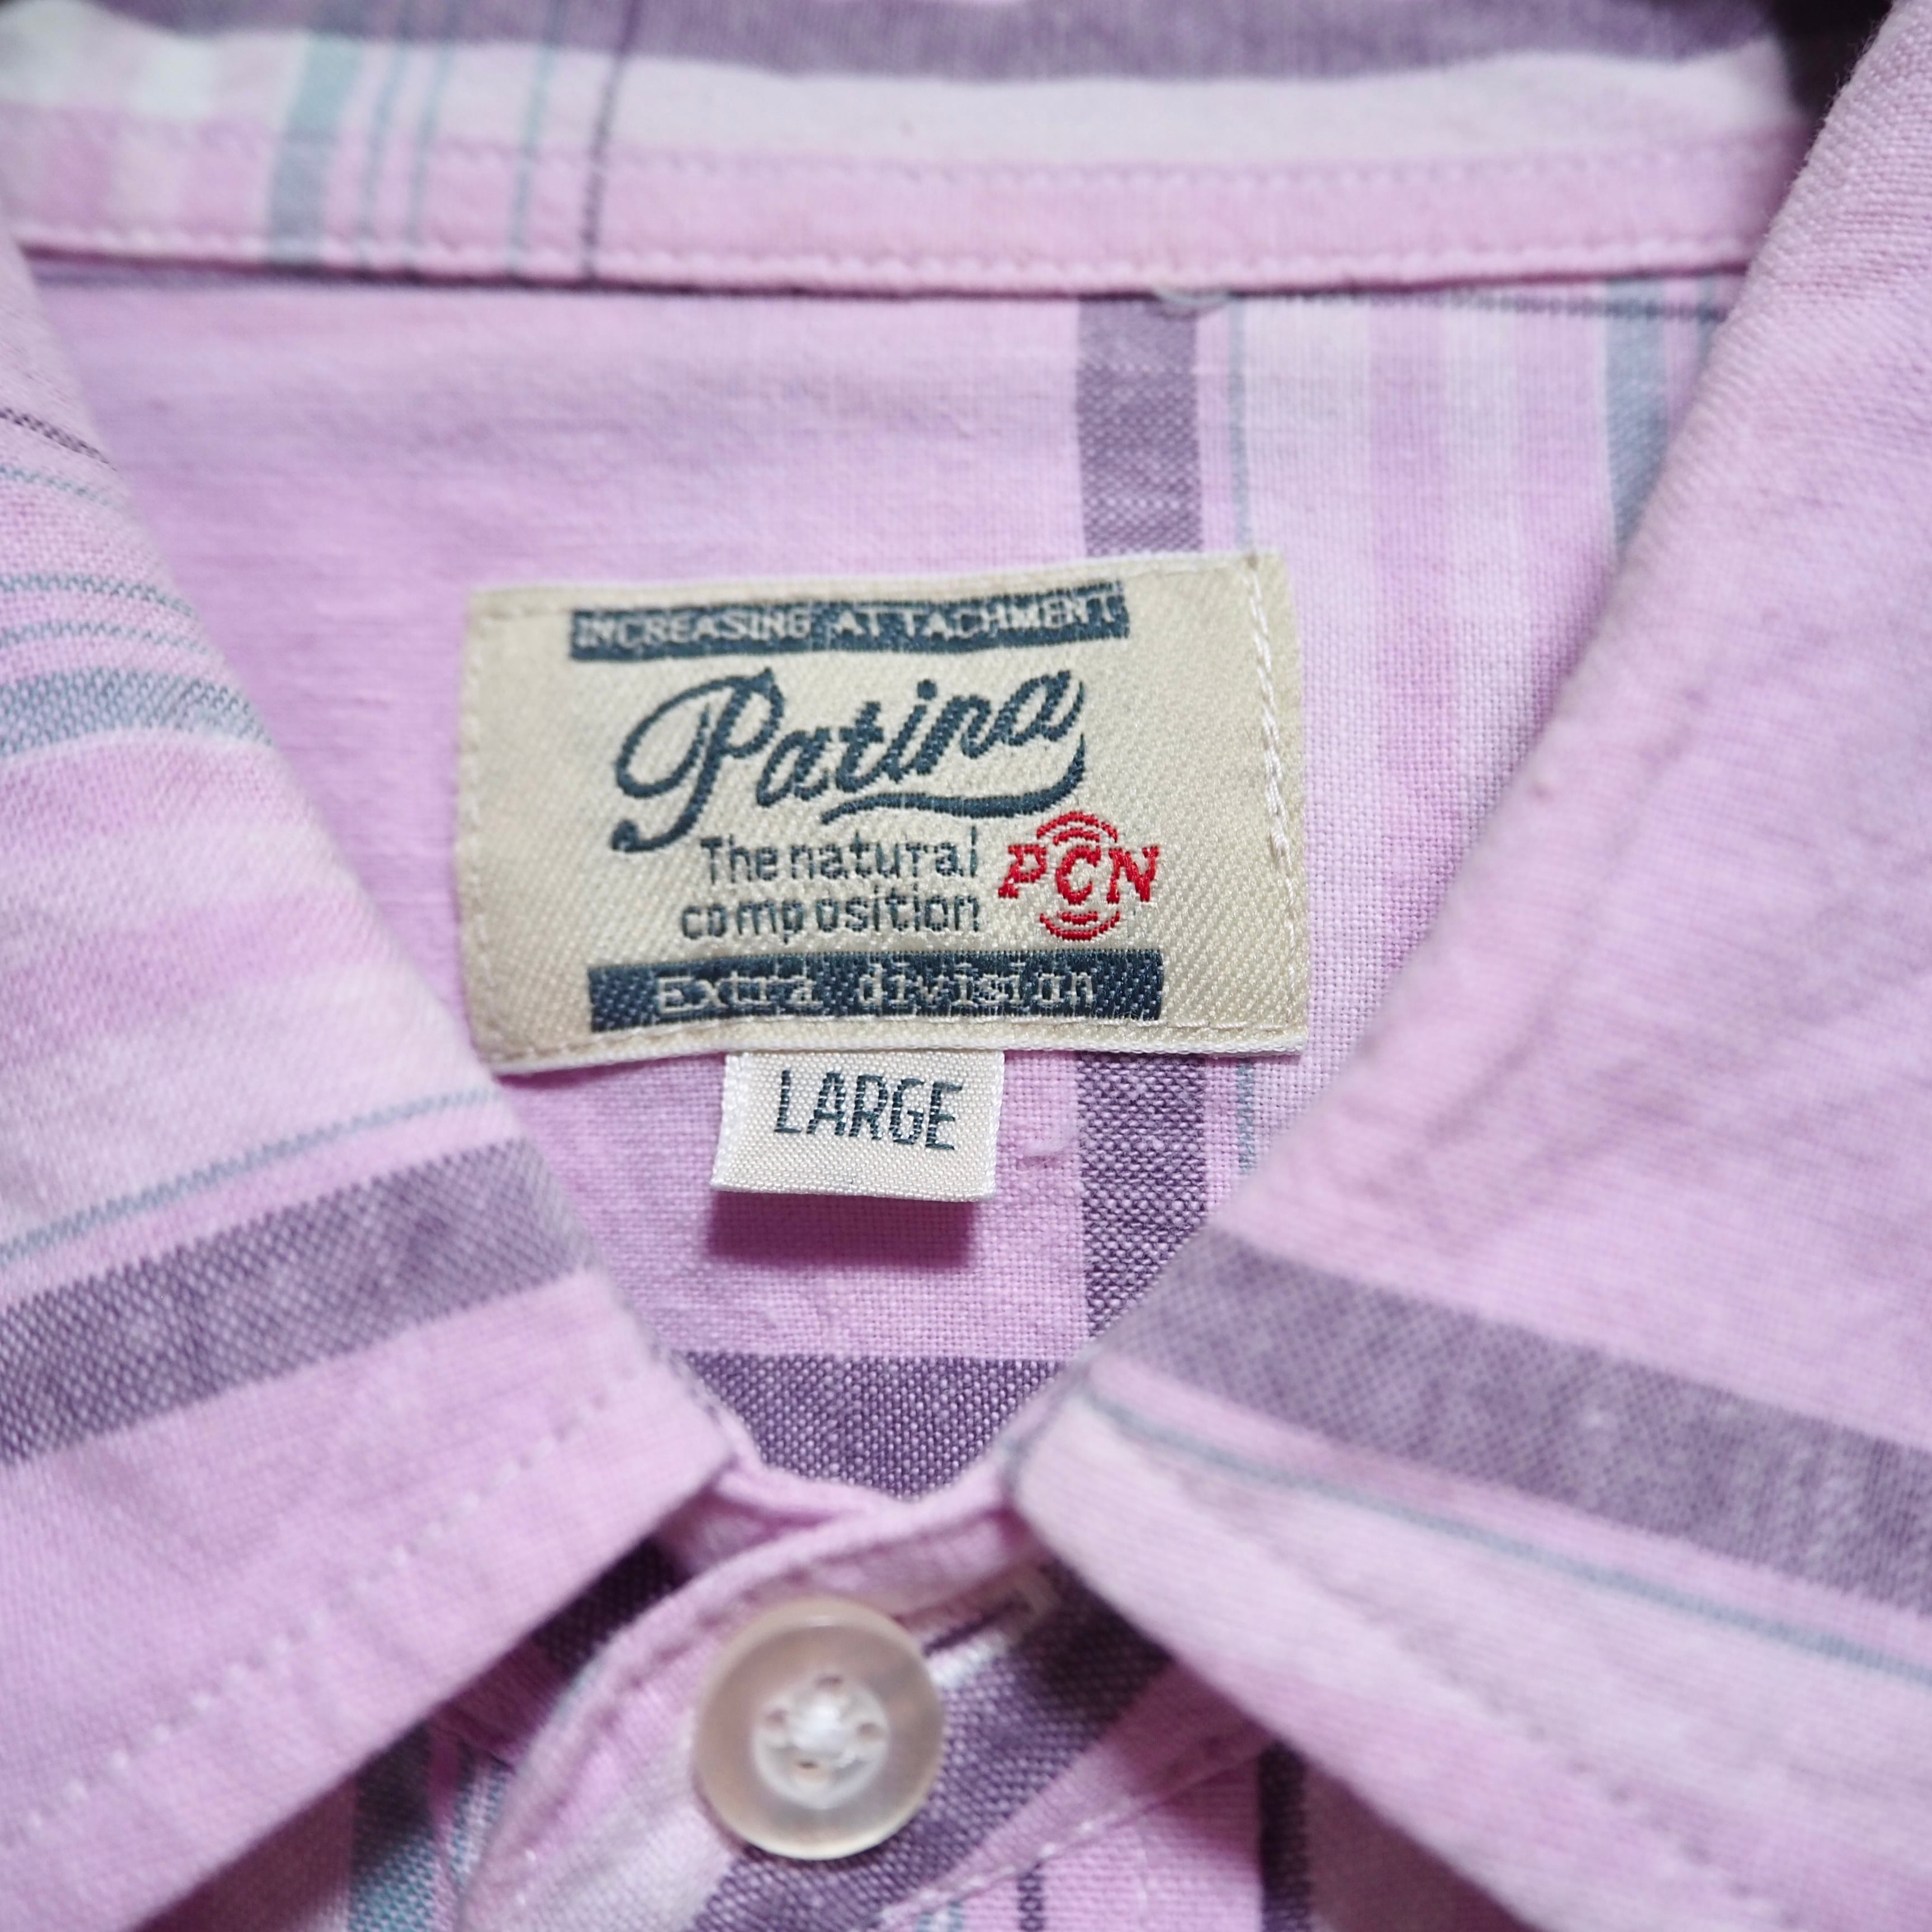 INCREASING ATTACHMENT
Patina
The natural
composition
PCN
Extra division
LARGE